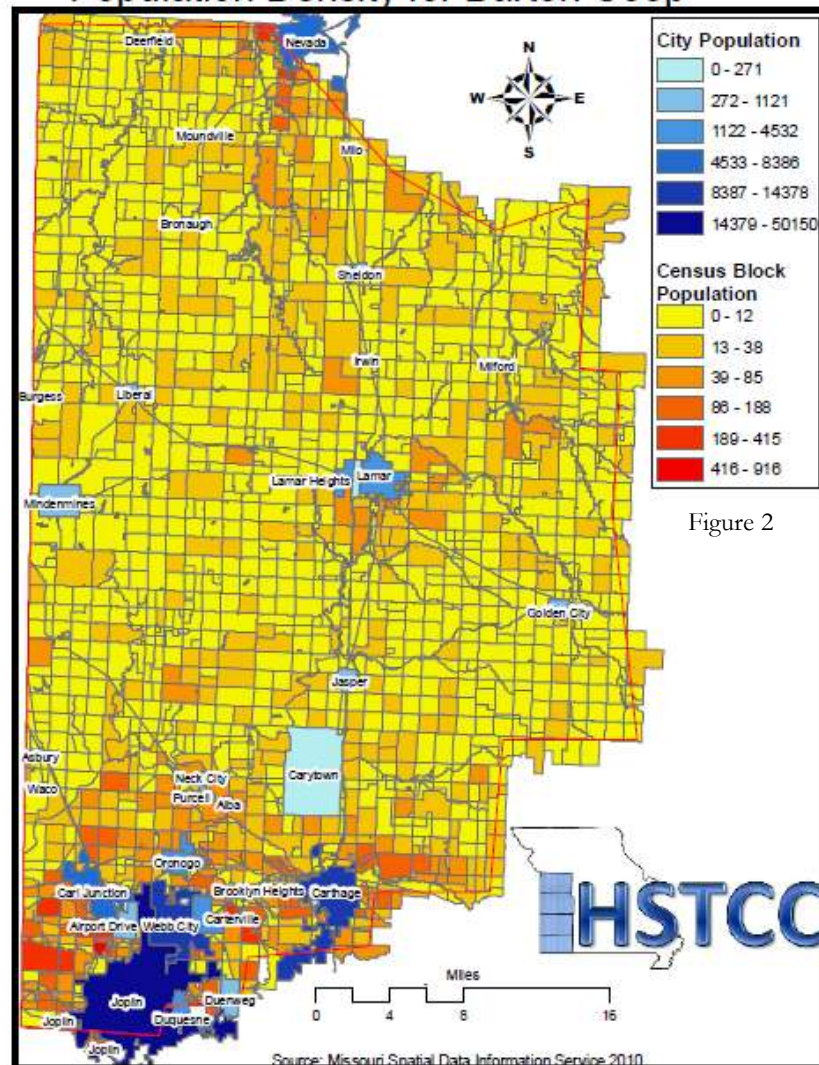 Population Density for Barton Coop
City Population
0 - 271
272 - 1121
1122 - 4532
4533 - 8386
8387 - 14378
14379 - 50150
Census Block
Population
0 - 12
13 - 38
39 - 85
86 - 188
189 - 415
416 - 916
Figure 2
N
W
E
S
Deerfield
Nevada
Moundville
Milo
Bronaugh
Sheldon
Irwin
Milford
Burgess
Liberal
Lamar Heights
Lamar
Mindenmines
Golden City
Jasper
Asbury
Carytown
Waco
Neck City
Purcell
Alba
Oronogo
Carl Junction
Brooklyn Heights
Carthage
Airport Drive
Webb City
Carterville
Joplin
Duenweg
Joplin
Duquesne
Joplin
HSTCC
Miles
0 4 8 16
Source: Missouri Spatial Data Information Service 2010.